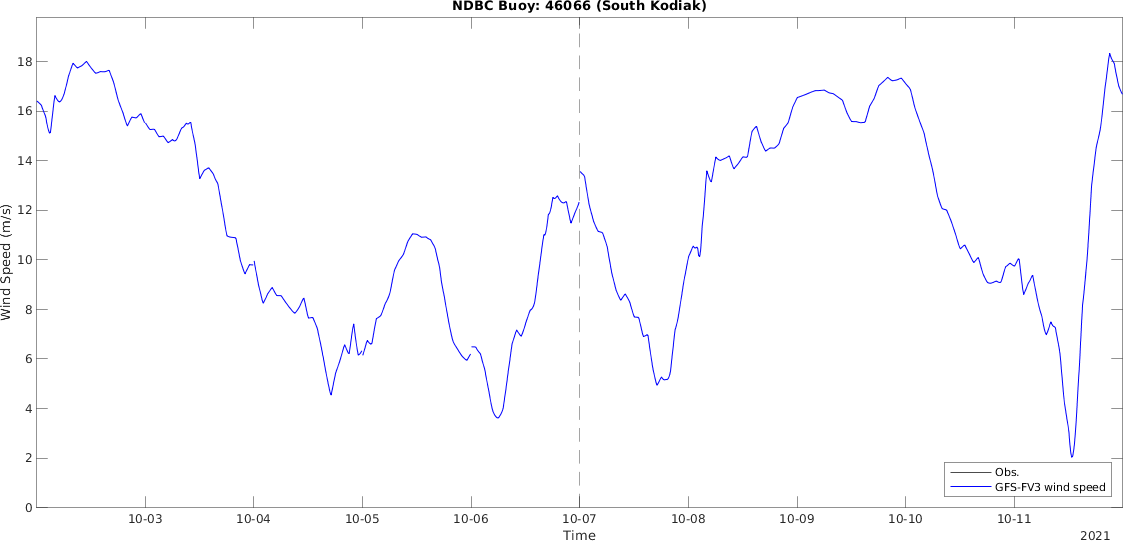 NDBC Buoy: 46066 (South Kodiak)
Wind Speed (m/s)
18
16
14
12
10
8
6
4
2
0
Obs.
GFS-FV3 wind speed
10-03 10-04 10-05 10-06 10-07 10-08 10-09 10-10 10-11
Time
2021